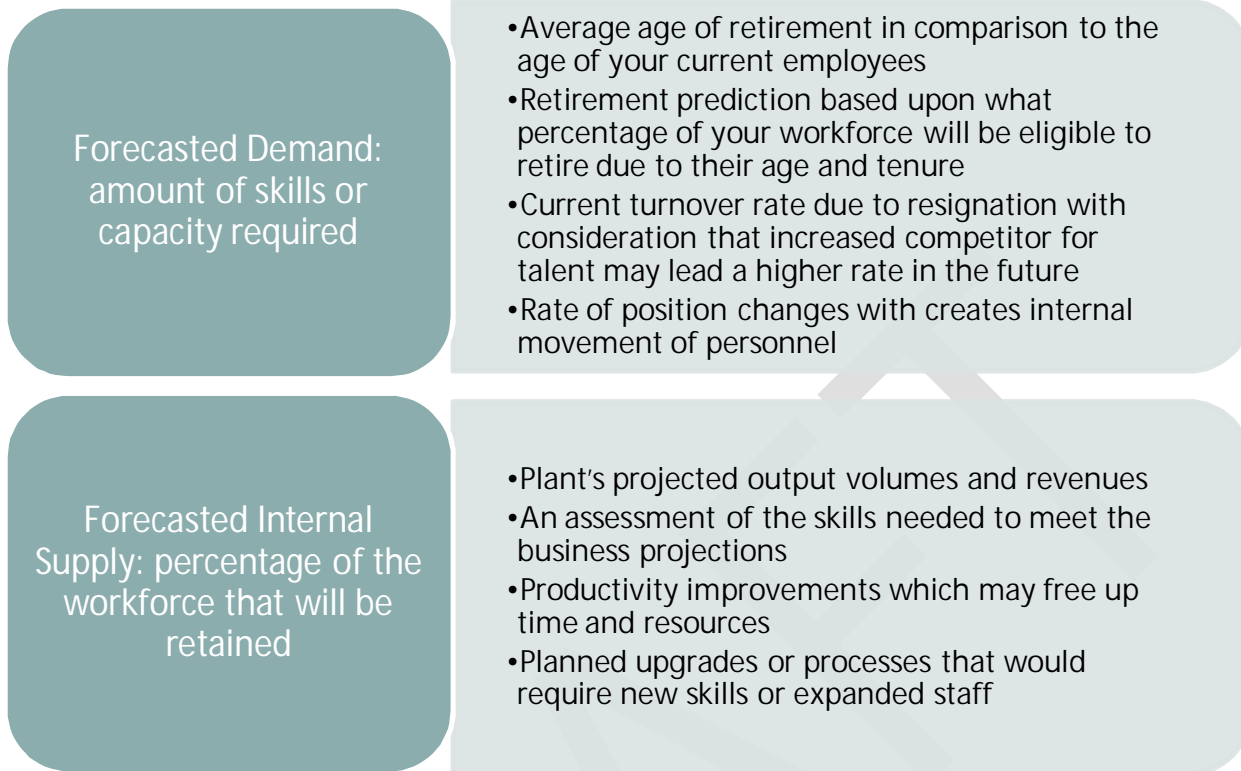 Forecasted Demand:
amount of skills or
capacity required
•Average age of retirement in comparison to the
age of your current employees
•Retirement prediction based upon what
percentage of your workforce will be eligible to
retire due to their age and tenure
•Current turnover rate due to resignation with
consideration that increased competitor for
talent may lead a higher rate in the future
•Rate of position changes with creates internal
movement of personnel
Forecasted Internal
Supply: percentage of the
workforce that will be
retained
•Plant's projected output volumes and revenues
•An assessment of the skills needed to meet the
business projections
•Productivity improvements which may free up
time and resources
•Planned upgrades or processes that would
require new skills or expanded staff